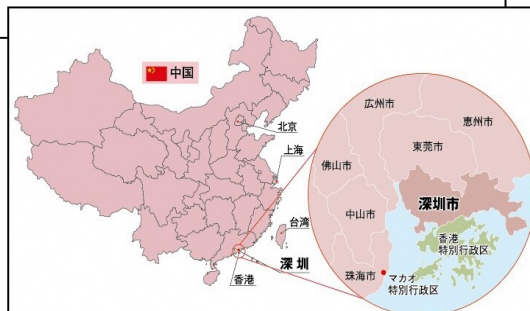 中国
北京
上海
台湾
深圳
香港
広州市
惠州市
東莞市
佛山市
深圳市
中山市
香港
特別行政区
珠海市
マカオ
特別行政区